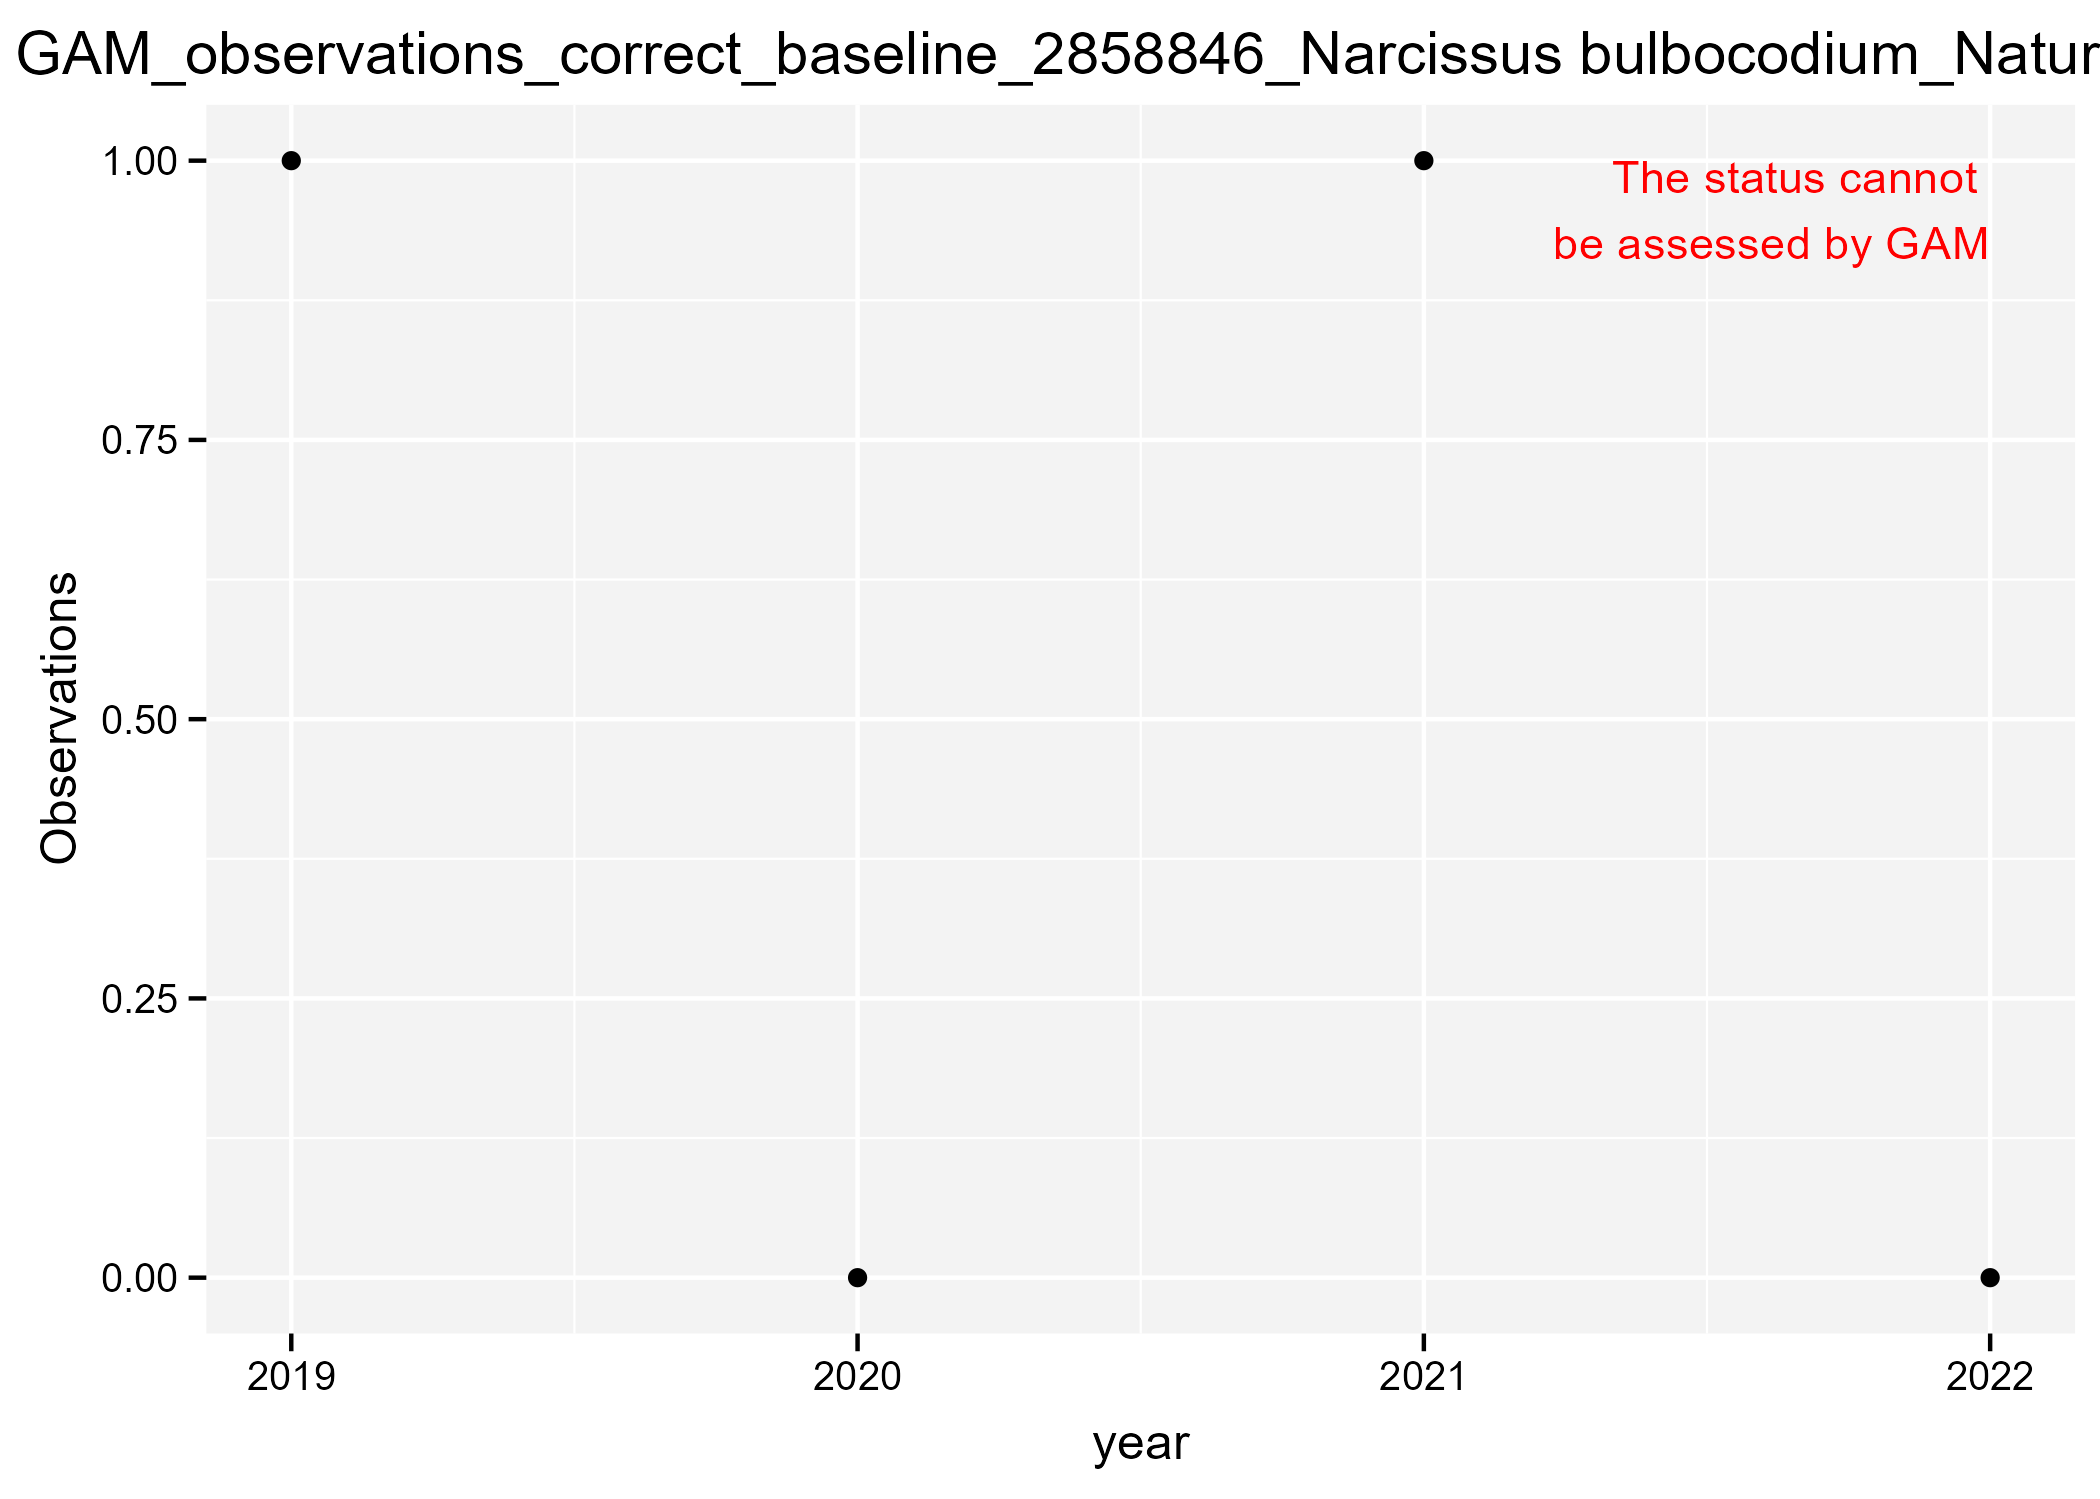 GAM_observations_correct_baseline_2858846_Narcissus bulbocodium_Natur
1.00
The status cannot
be assessed by GAM
0.75
0.50
Observations
0.25
0.00
2019 2020 2021 2022
year